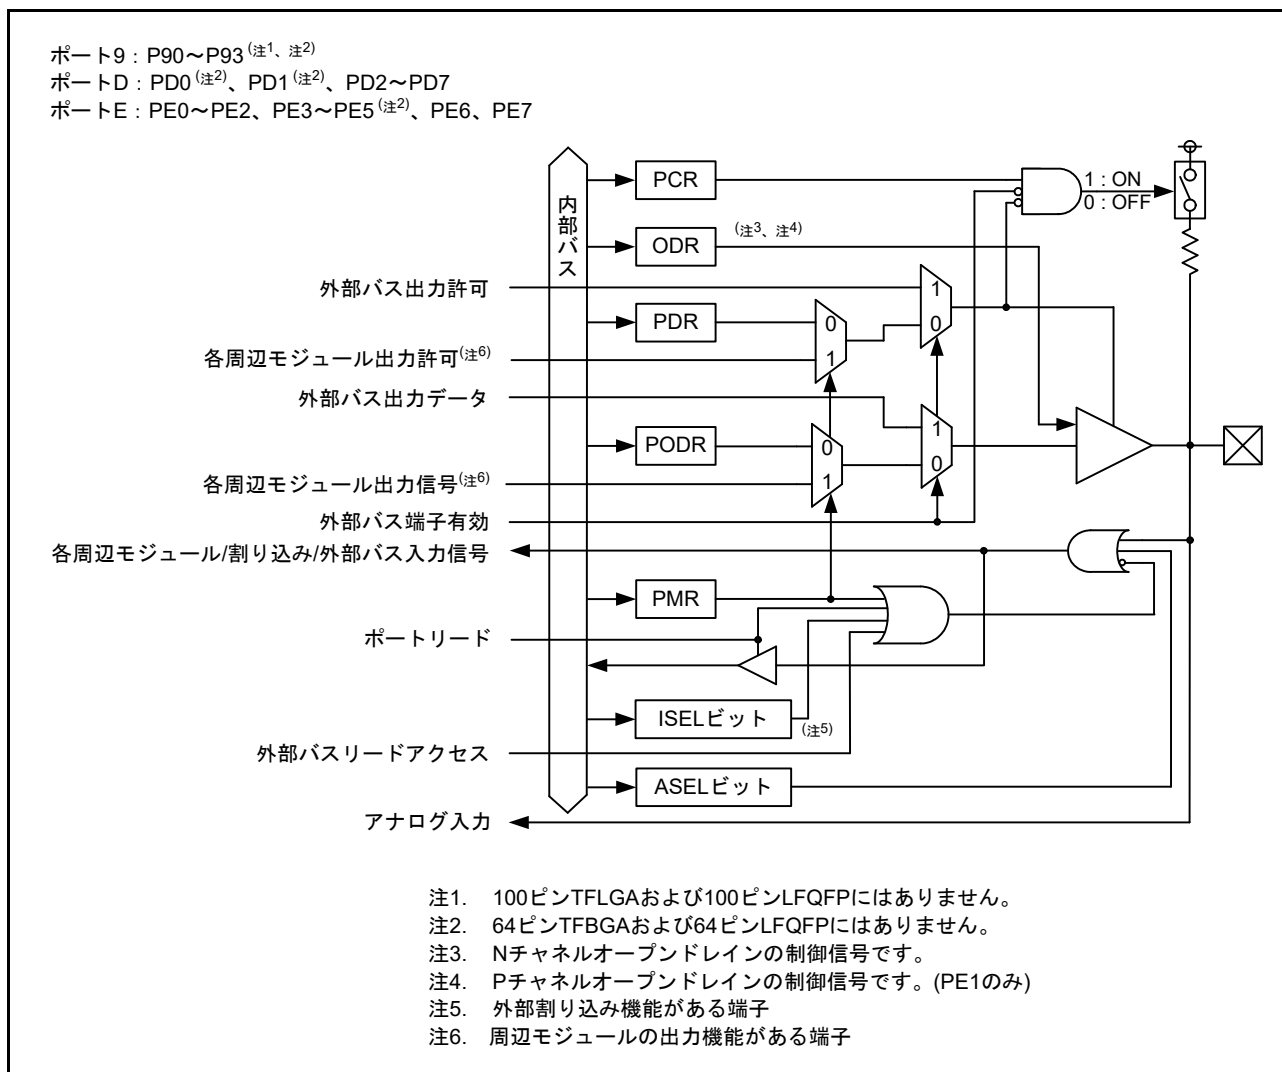 ポート9：P90～P93(注1、注2)
ポートD：PD0(注2)、PD1(注2)、PD2～PD7
ポートE：PE0～PE2、PE3～PE5(注2)、PE6、PE7
内部バス
PCR
1 : ON
0 : OFF
ODR
(注3、注4)
外部バス出力許可
1
0
PDR
0
1
各周辺モジュール出力許可(注6)
外部バス出力データ
1
0
PODR
0
1
各周辺モジュール出力信号(注6)
外部バス端子有効
各周辺モジュール/割り込み/外部バス入力信号
PMR
ポートリード
ISELビット
(注5)
外部バスリードアクセス
ASELビット
アナログ入力
注1. 100ピンTFLGAおよび100ピンLFQFPにはありません。
注2. 64ピンTFBGAおよび64ピンLFQFPにはありません。
注3. Nチャネルオープンドレインの制御信号です。
注4. Pチャネルオープンドレインの制御信号です。(PE1のみ)
注5. 外部割り込み機能がある端子
注6. 周辺モジュールの出力機能がある端子